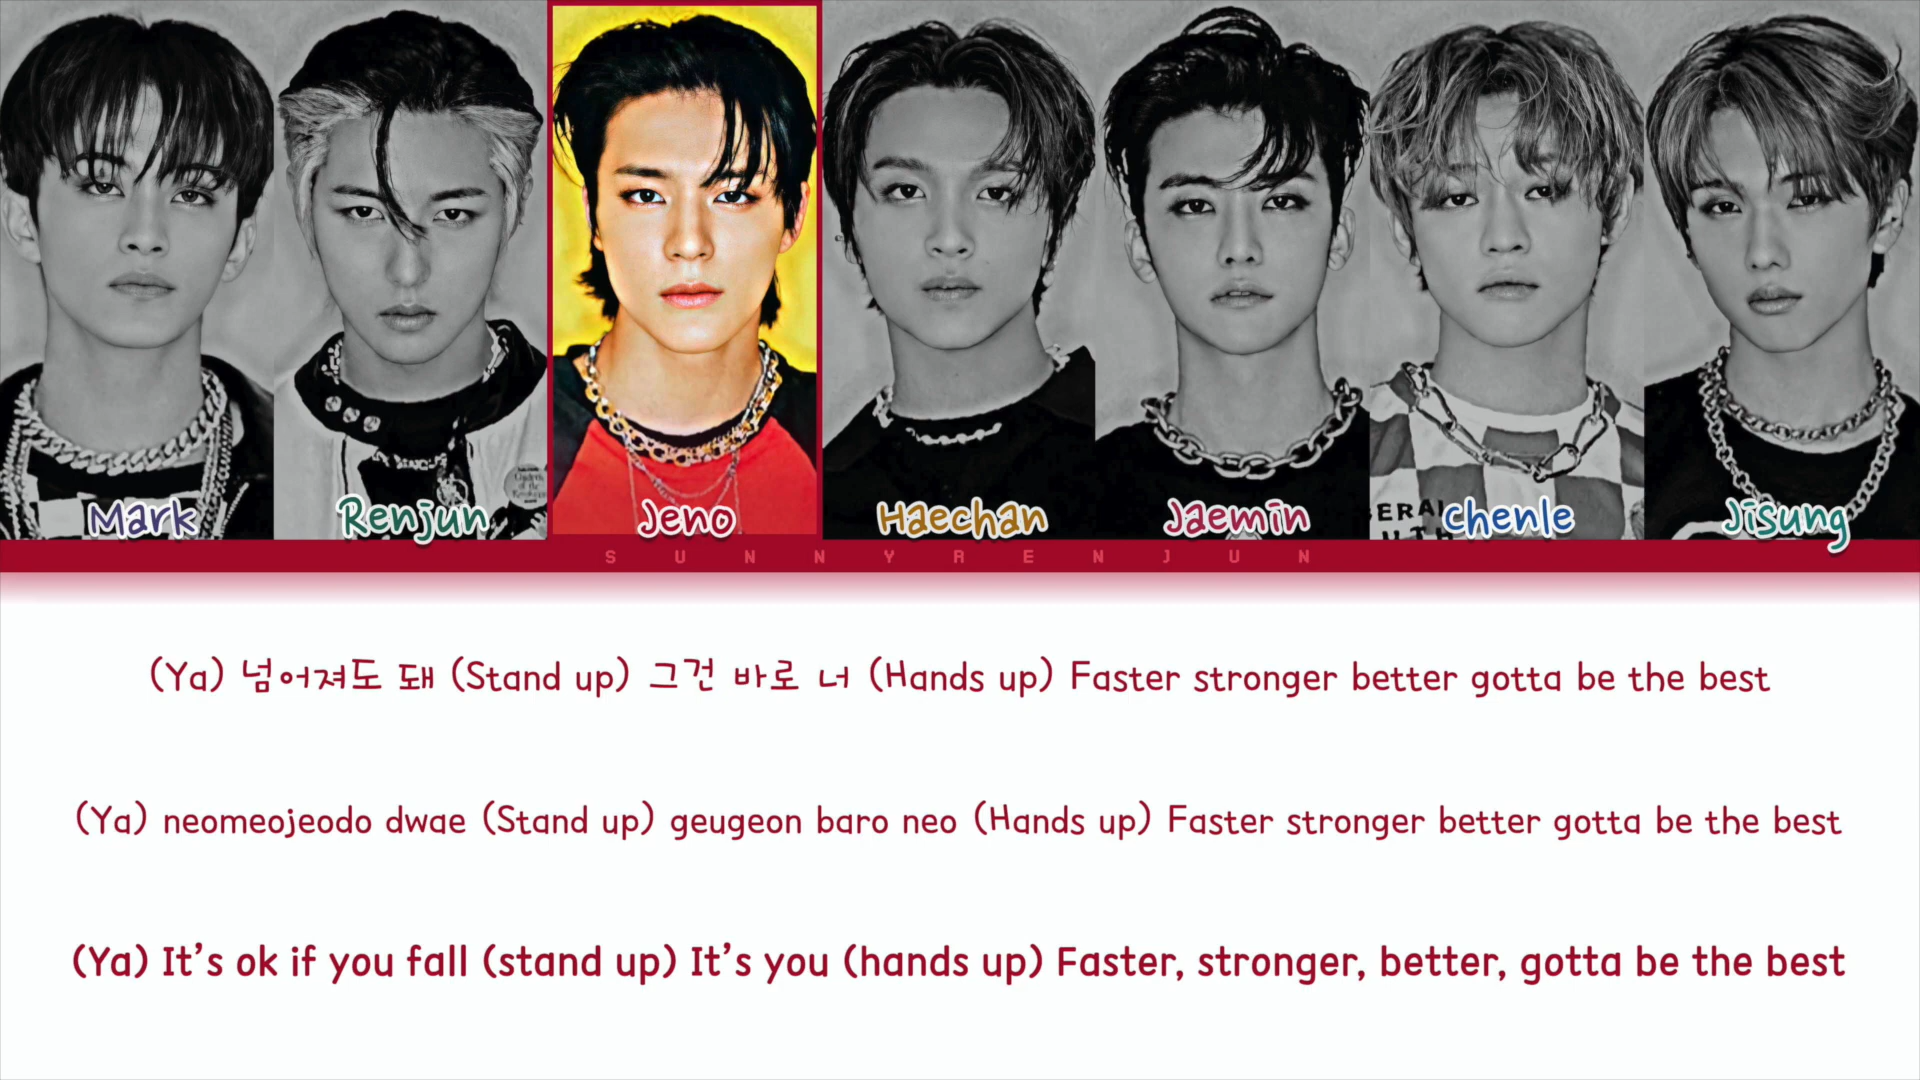 ERAL
UTH
Mark Renjun Jeno Haechan Jaemin chenle Jisung
SUNNYRENJUN
(Ya) 넘어져도 돼 (Stand up) 그건 바로 너 (Hands up) Faster stronger better gotta be the best
(Ya) neomeojeodo dwae (Stand up) geugeon baro neo (Hands up) Faster stronger better gotta be the best
(Ya) It's ok if you fall (stand up) It's you (hands up) Faster, stronger, better, gotta be the best